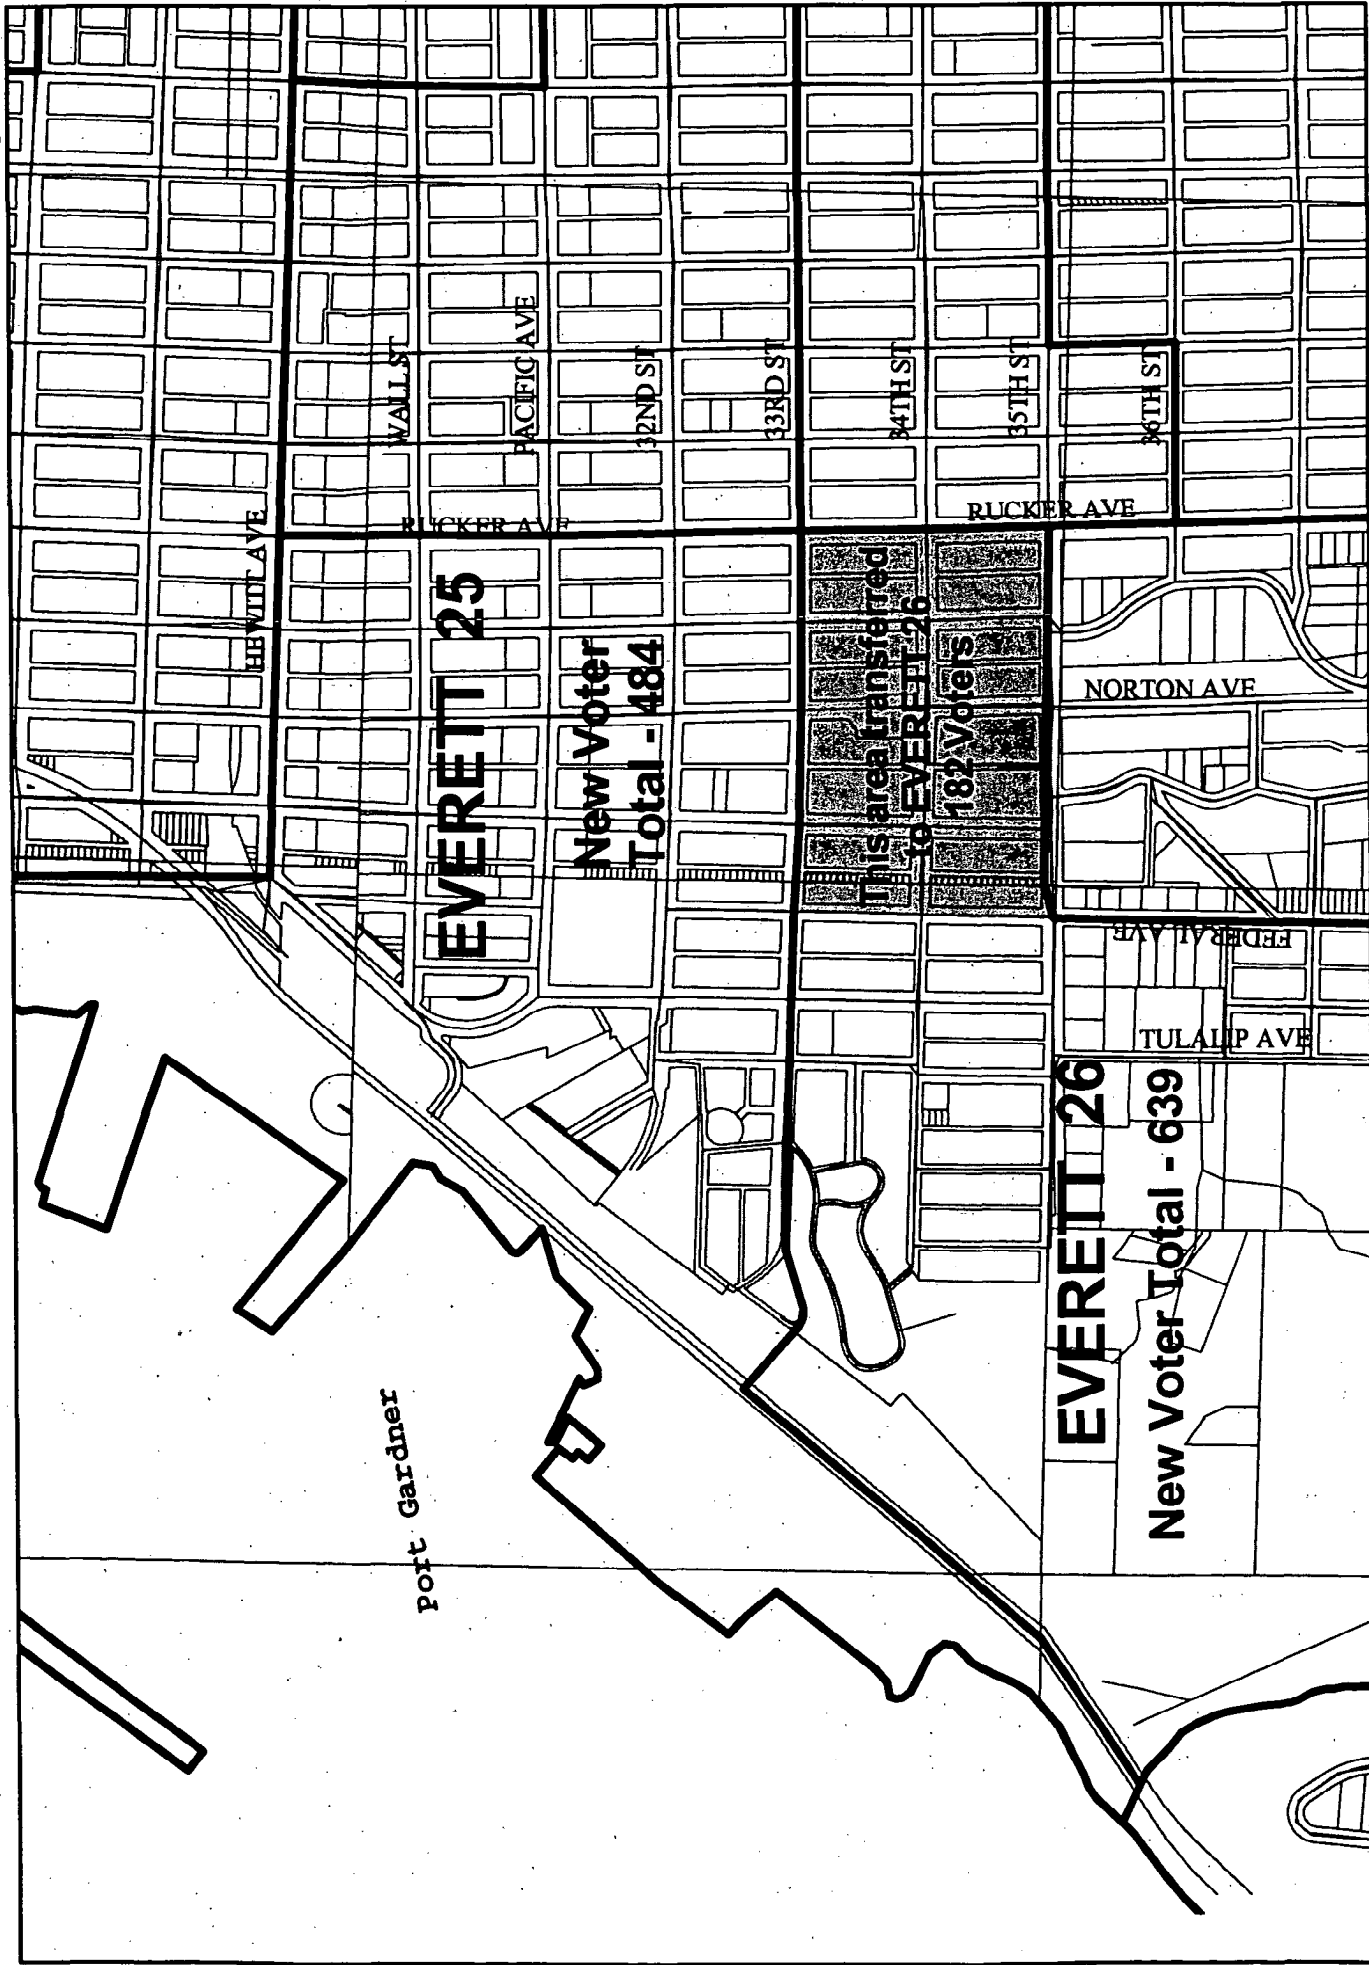 WALL ST
PACIFIC AVE
32ND ST
33RD ST
34TH ST
35TH ST
36TH ST
HEWITT AVE
RUCKER AVE
RUCKER AVE
EVERETT 25
New Voter
Total - 484
This area transferred
to EVERETT 26
182 Voters
NORTON AVE
FEDERAL AVE
TULALIP AVE
EVERETT 26
New Voter Total - 639
Port Gardner